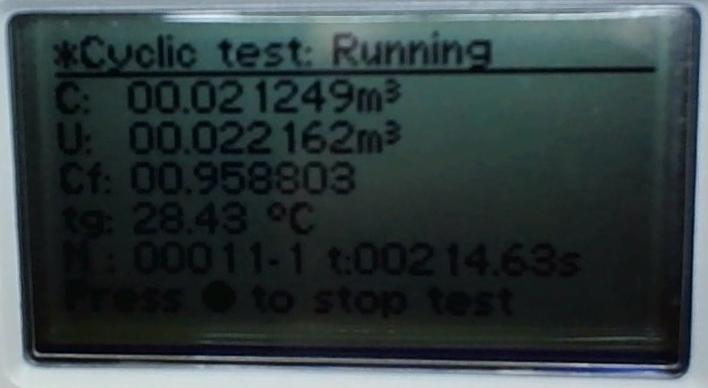 *Cyclic test: Running
C: 00.021249m³
U: 00.022162m³
Cf: 00.958803
tg: 28.43 °C
N : 00011-1 t:00214.63s
Press ● to stop test